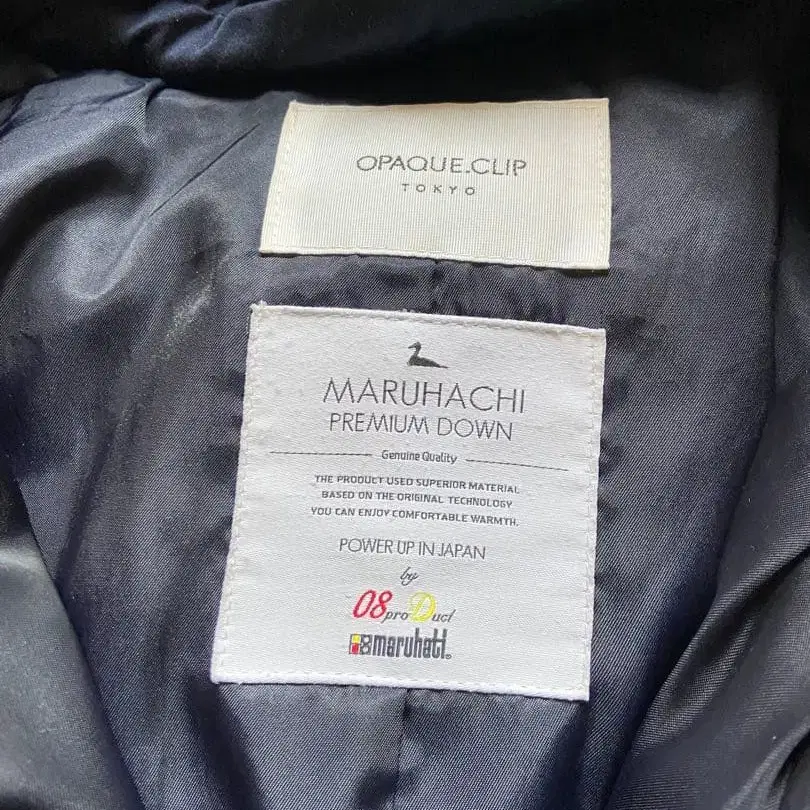 OPAQUE.CLIP
TOKYO
MARUHACHI
PREMIUM DOWN
Genuine Quality
THE PRODUCT USED SUPERIOR MATERIAL
BASED ON THE ORIGINAL TECHNOLOGY
YOU CAN ENJOY COMFORTABLE WARMTH.
POWER UP IN JAPAN
by
08proDuct
8maruhati